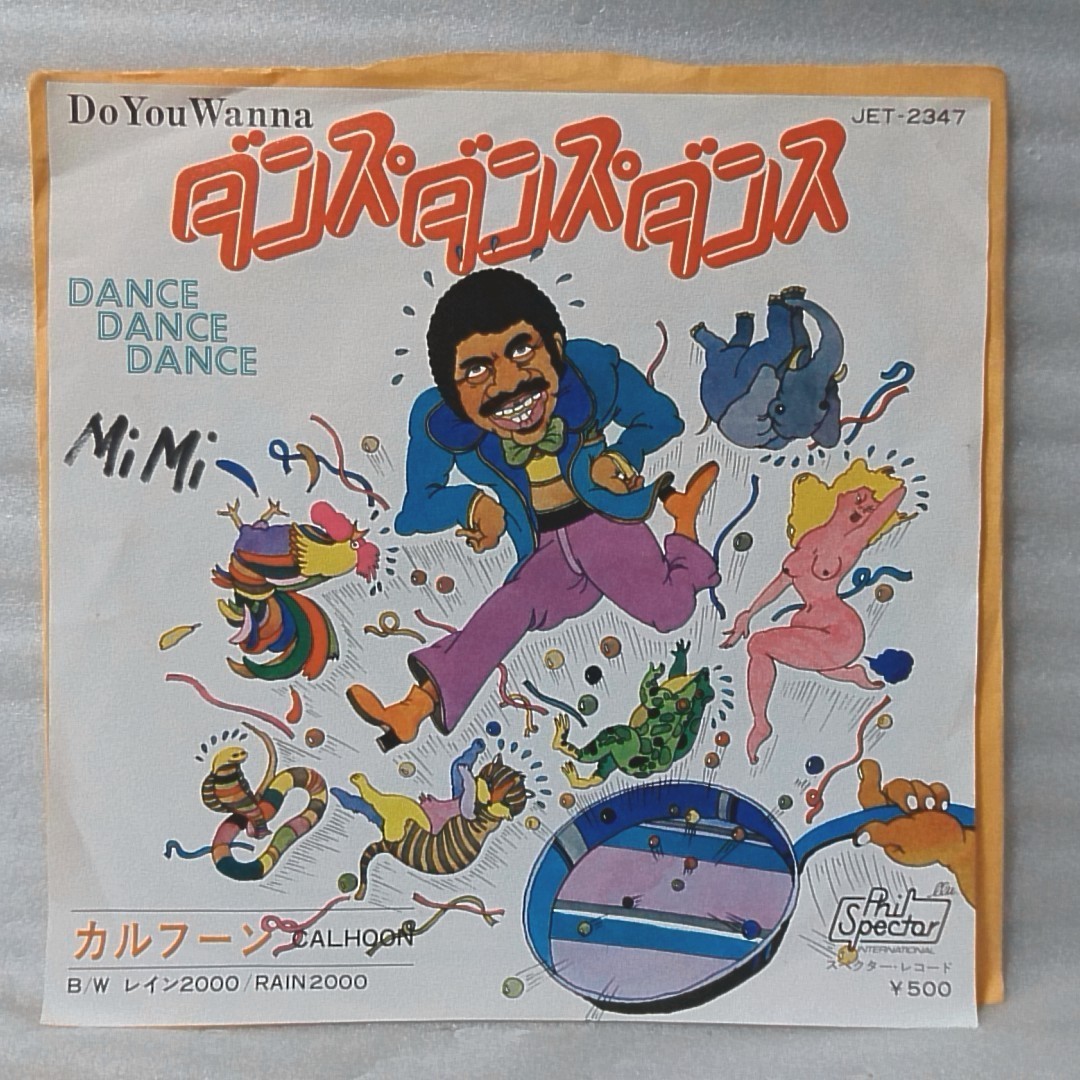 Do You Wanna
JET-2347
ダンス・ダンス・ダンス
DANCE
DANCE
DANCE
MiMi
カルフーン CALHOON
B/W レイン2000/RAIN2000
Phil
Spector
INTERNATIONAL
スペクター・レコード
¥500